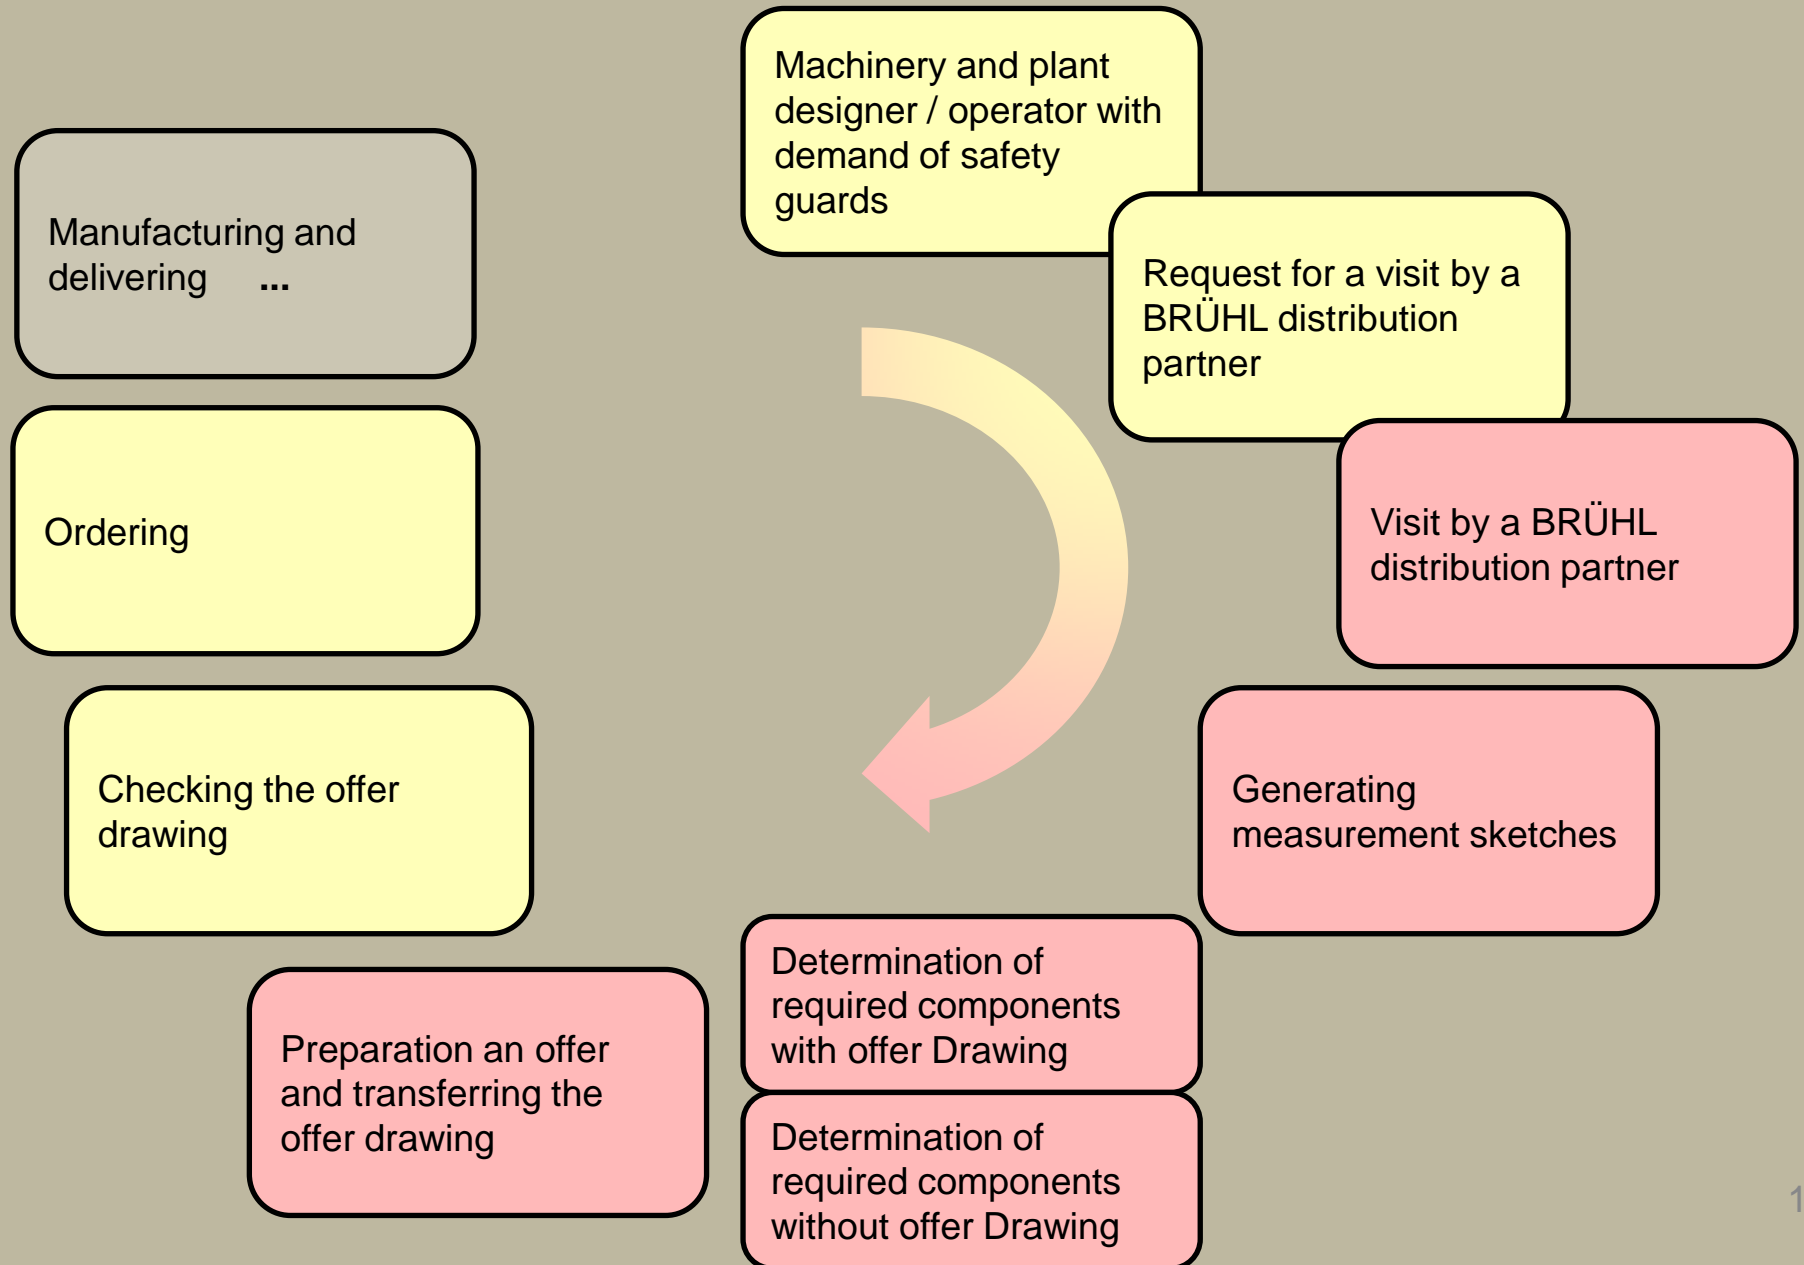 Machinery and plant
designer / operator with
demand of safety
guards
Request for a visit by a
BRÜHL distribution
partner
Visit by a BRÜHL
distribution partner
Generating
measurement sketches
Determination of
required components
with offer Drawing
Determination of
required components
without offer Drawing
Preparation an offer
and transferring the
offer drawing
Checking the offer
drawing
Ordering
Manufacturing and
delivering ...
1